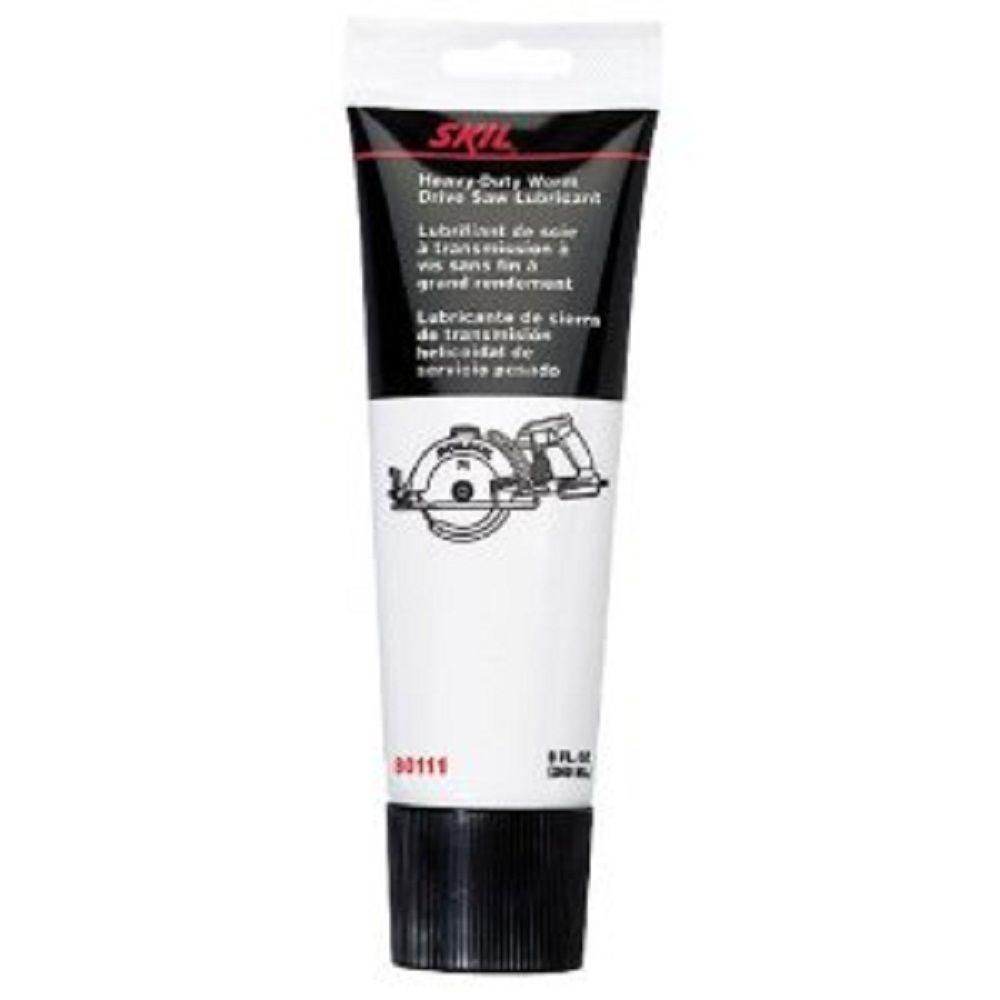 SKIL
Heavy-Duty Worm
Drive Saw Lubricant
Lubrifiant de scie
à transmission à
vis sans fin à
grand rendement
Lubricante de sierra
de transmisión
helicoidal de
servicio pesado
80111
8 FL. OZ